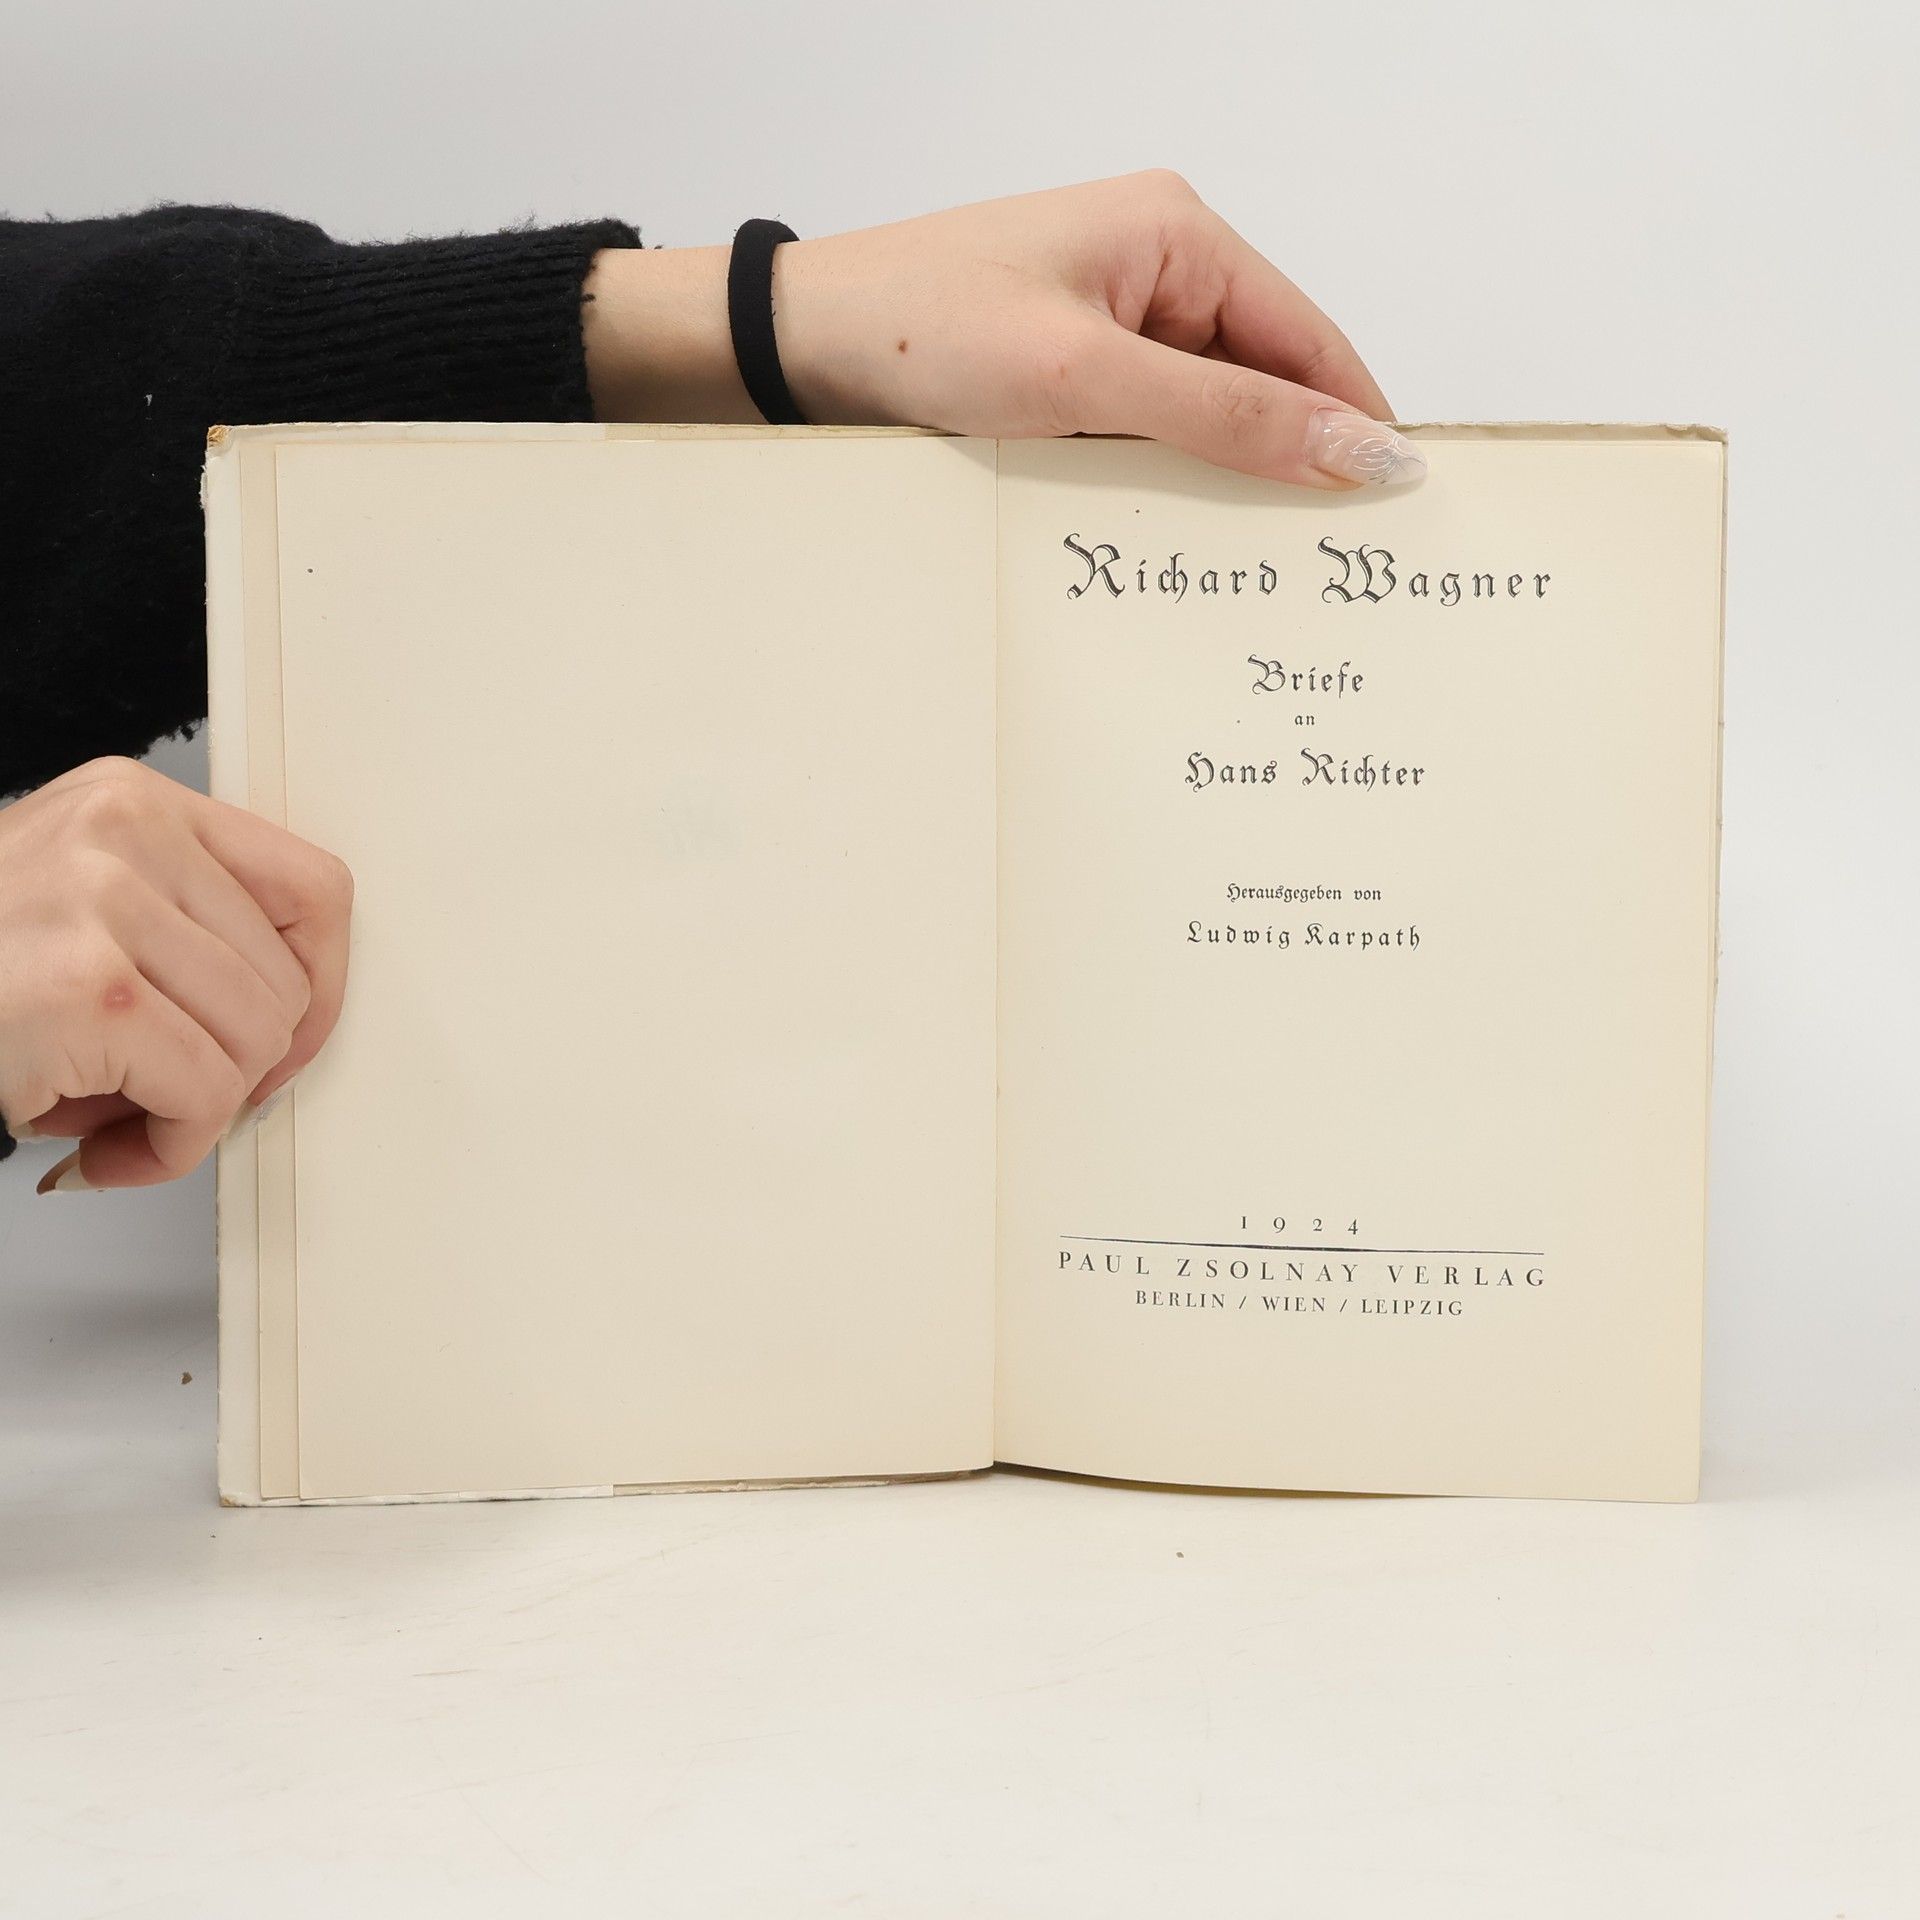 Richard Wagner
Briefe
an
Hans Richter
Herausgegeben von
Ludwig Karpath
1924
PAUL ZSOLNAY VERLAG
BERLIN / WIEN / LEIPZIG